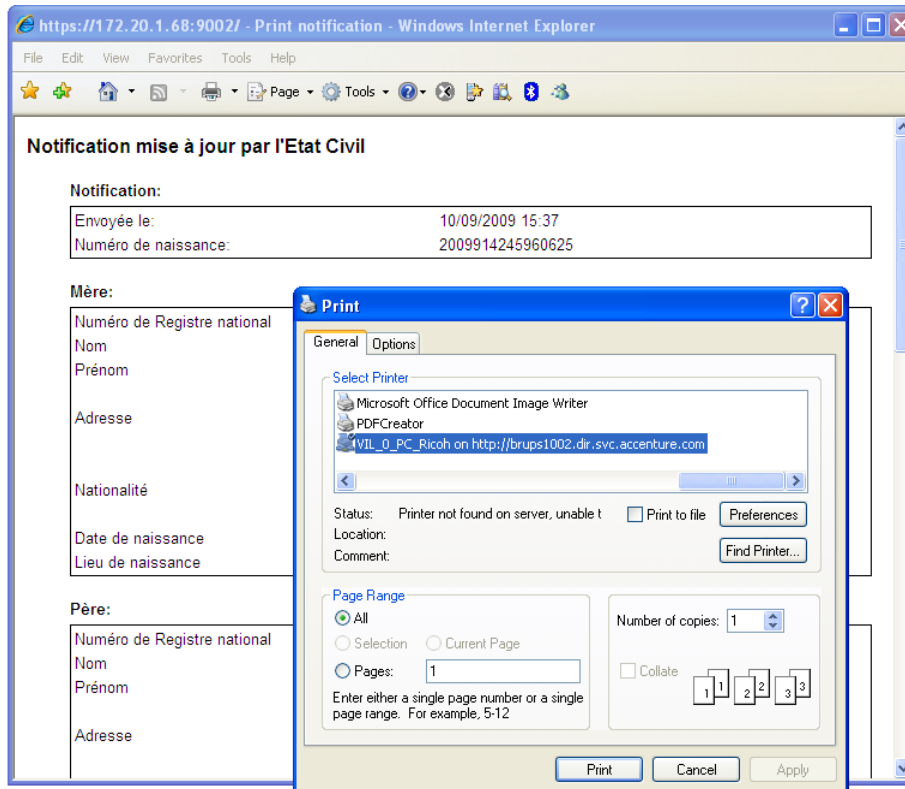 https://172.20.1.68:9002/ - Print notification - Windows Internet Explorer
File Edit View Favorites Tools Help
Page Tools
Notification mise à jour par l'Etat Civil
Notification:
Envoyée le: 10/09/2009 15:37
Numéro de naissance: 2009914245960625
Mère:
Numéro de Registre national
Nom
Prénom
Adresse
Nationalité
Date de naissance
Lieu de naissance
Père:
Numéro de Registre national
Nom
Prénom
Adresse
Print
General Options
Select Printer
Microsoft Office Document Image Writer
PDFCreator
VIL_0_PC_Ricoh on http://brups1002.dir.svc.accenture.com
Status: Printer not found on server, unable t Print to file Preferences
Location:
Comment: Find Printer...
Page Range
All
Selection Current Page
Pages: 1
Enter either a single page number or a single
page range. For example, 5-12
Number of copies: 1
Collate
1 1 2 2 3 3
Print Cancel Apply